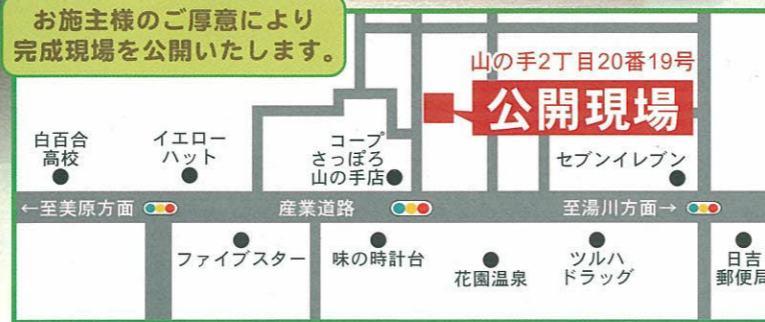 お施主様のご厚意により
完成現場を公開いたします。
山の手2丁目20番19号
公開現場
白百合
高校
イエロー
ハット
コープ
さっぽろ
山の手店
セブンイレブン
←至美原方面
産業道路
至湯川方面→
ファイブスター
味の時計台
花園温泉
ツルハ
ドラッグ
日吉
郵便局